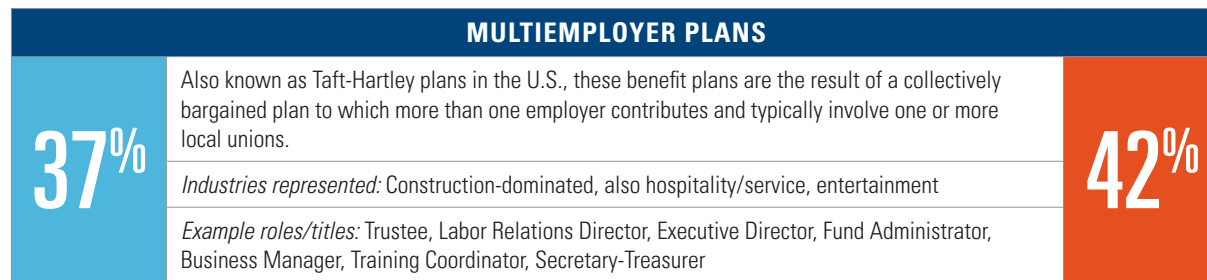 MULTIEMPLOYER PLANS
37%
Also known as Taft-Hartley plans in the U.S., these benefit plans are the result of a collectively
bargained plan to which more than one employer contributes and typically involve one or more
local unions.
Industries represented: Construction-dominated, also hospitality/service, entertainment
Example roles/titles: Trustee, Labor Relations Director, Executive Director, Fund Administrator,
Business Manager, Training Coordinator, Secretary-Treasurer
42%